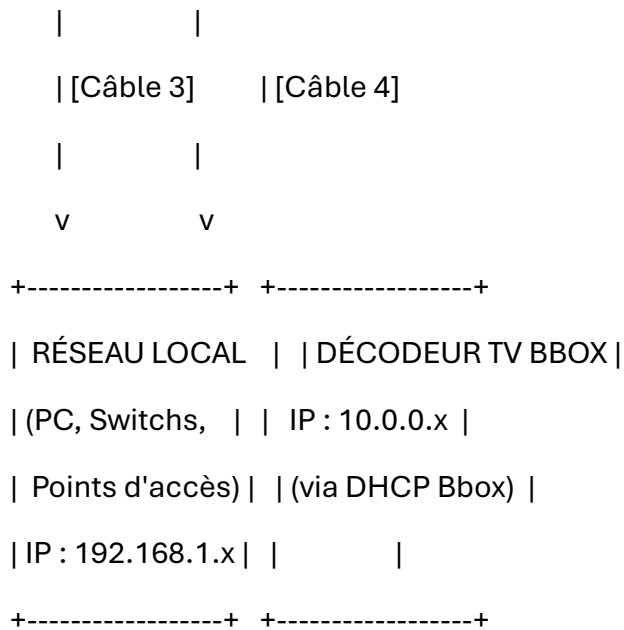 |                  |
| [Câble 3]        | [Câble 4]
|                  |
v                  v
+------------------+  +------------------+
|  RÉSEAU LOCAL   |  | DÉCODEUR TV BBOX |
| (PC, Switchs,   |  |   IP : 10.0.0.x  |
|  Points d'accès) |  | (via DHCP Bbox)  |
| IP : 192.168.1.x |  |                  |
+------------------+  +------------------+